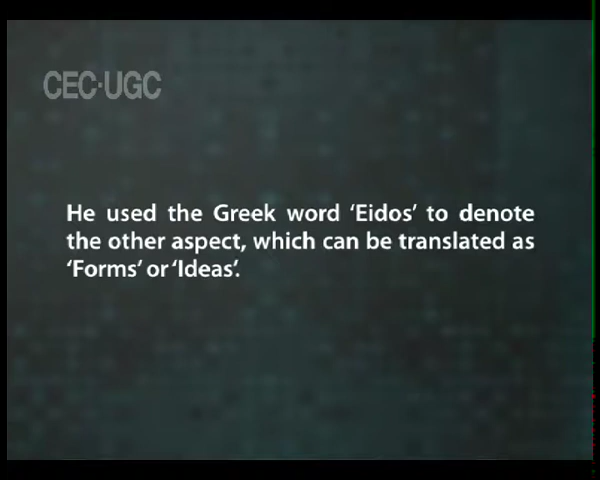 CEC-UGC
He used the Greek word ‘Eidos’ to denote
the other aspect, which can be translated as
‘Forms’ or ‘Ideas’.